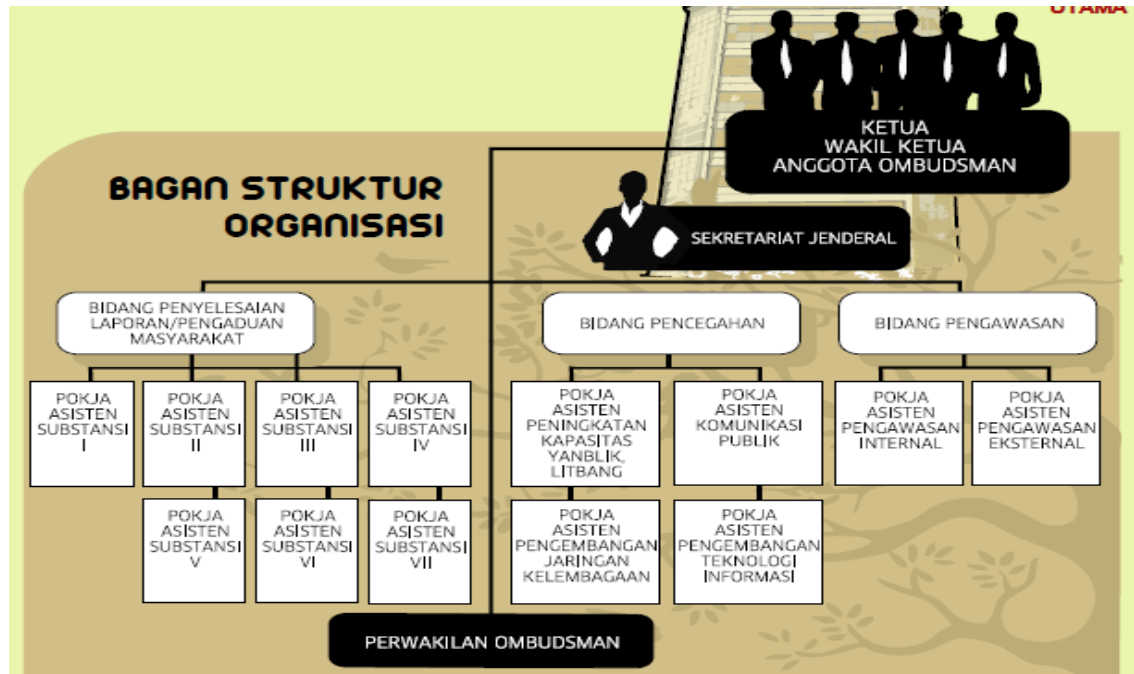 UTAMA
KETUA
WAKIL KETUA
ANGGOTA OMBUDSMAN
BAGAN STRUKTUR
ORGANISASI
SEKRETARIAT JENDERAL
BIDANG PENYELESAIAN
LAPORAN/PENGADUAN
MASYARAKAT
BIDANG PENCEGAHAN
BIDANG PENGAWASAN
POKJA
ASISTEN
SUBSTANSI
I
POKJA
ASISTEN
SUBSTANSI
II
POKJA
ASISTEN
SUBSTANSI
III
POKJA
ASISTEN
SUBSTANSI
IV
POKJA
ASISTEN
PENINGKATAN
KAPASITAS
YANBLIK,
LITBANG
POKJA
ASISTEN
KOMUNIKASI
PUBLIK
POKJA
ASISTEN
PENGAWASAN
INTERNAL
POKJA
ASISTEN
PENGAWASAN
EKSTERNAL
POKJA
ASISTEN
SUBSTANSI
V
POKJA
ASISTEN
SUBSTANSI
VI
POKJA
ASISTEN
SUBSTANSI
VII
POKJA
ASISTEN
PENGEMBANGAN
JARINGAN
KELEMBAGAAN
POKJA
ASISTEN
PENGEMBANGAN
TEKNOLOGI
INFORMASI
PERWAKILAN OMBUDSMAN